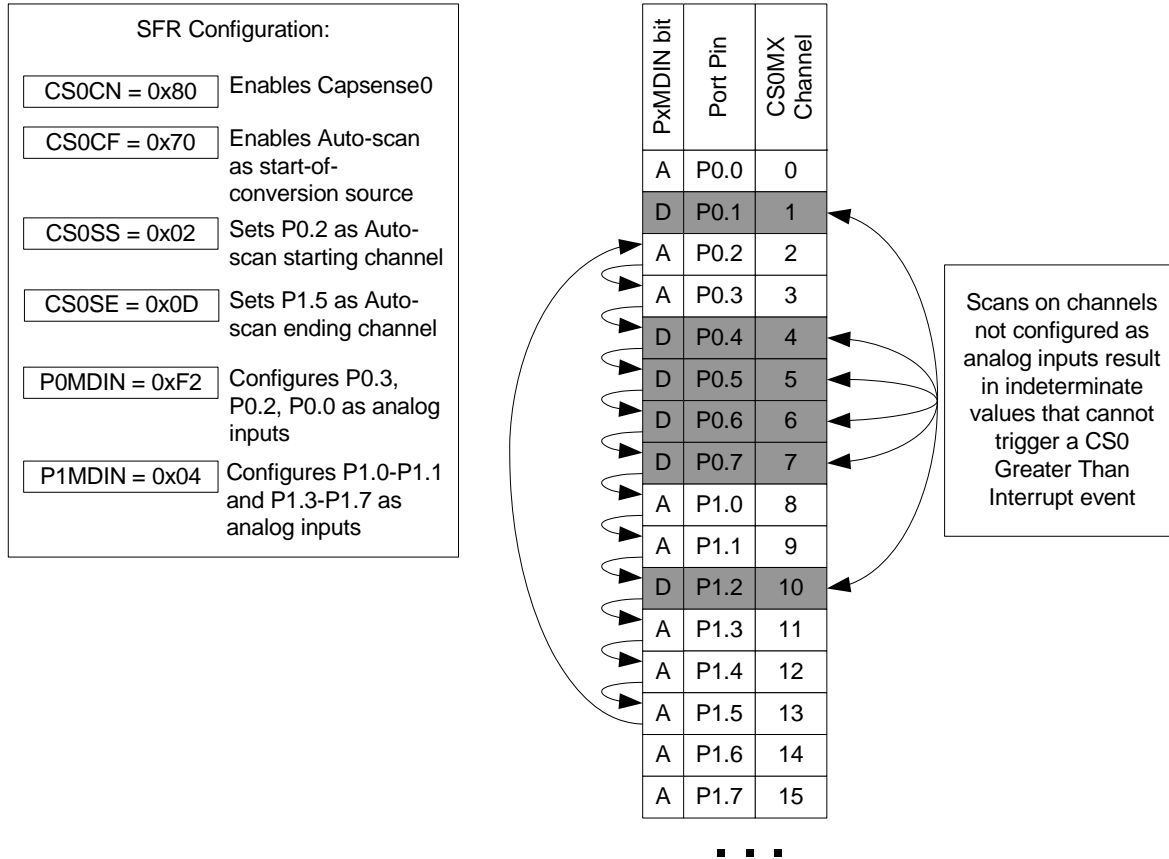 SFR Configuration:
CS0CN = 0x80
Enables Capsense0
CS0CF = 0x70
Enables Auto-scan
as start-of-
conversion source
CS0SS = 0x02
Sets P0.2 as Auto-
scan starting channel
CS0SE = 0x0D
Sets P1.5 as Auto-
scan ending channel
P0MDIN = 0xF2
Configures P0.3,
P0.2, P0.0 as analog
inputs
P1MDIN = 0x04
Configures P1.0-P1.1
and P1.3-P1.7 as
analog inputs
PxMDIN bit
Port Pin
CS0MX
Channel
A P0.0 0
D P0.1 1
A P0.2 2
A P0.3 3
D P0.4 4
D P0.5 5
D P0.6 6
D P0.7 7
A P1.0 8
A P1.1 9
D P1.2 10
A P1.3 11
A P1.4 12
A P1.5 13
A P1.6 14
A P1.7 15
...
Scans on channels
not configured as
analog inputs result
in indeterminate
values that cannot
trigger a CS0
Greater Than
Interrupt event